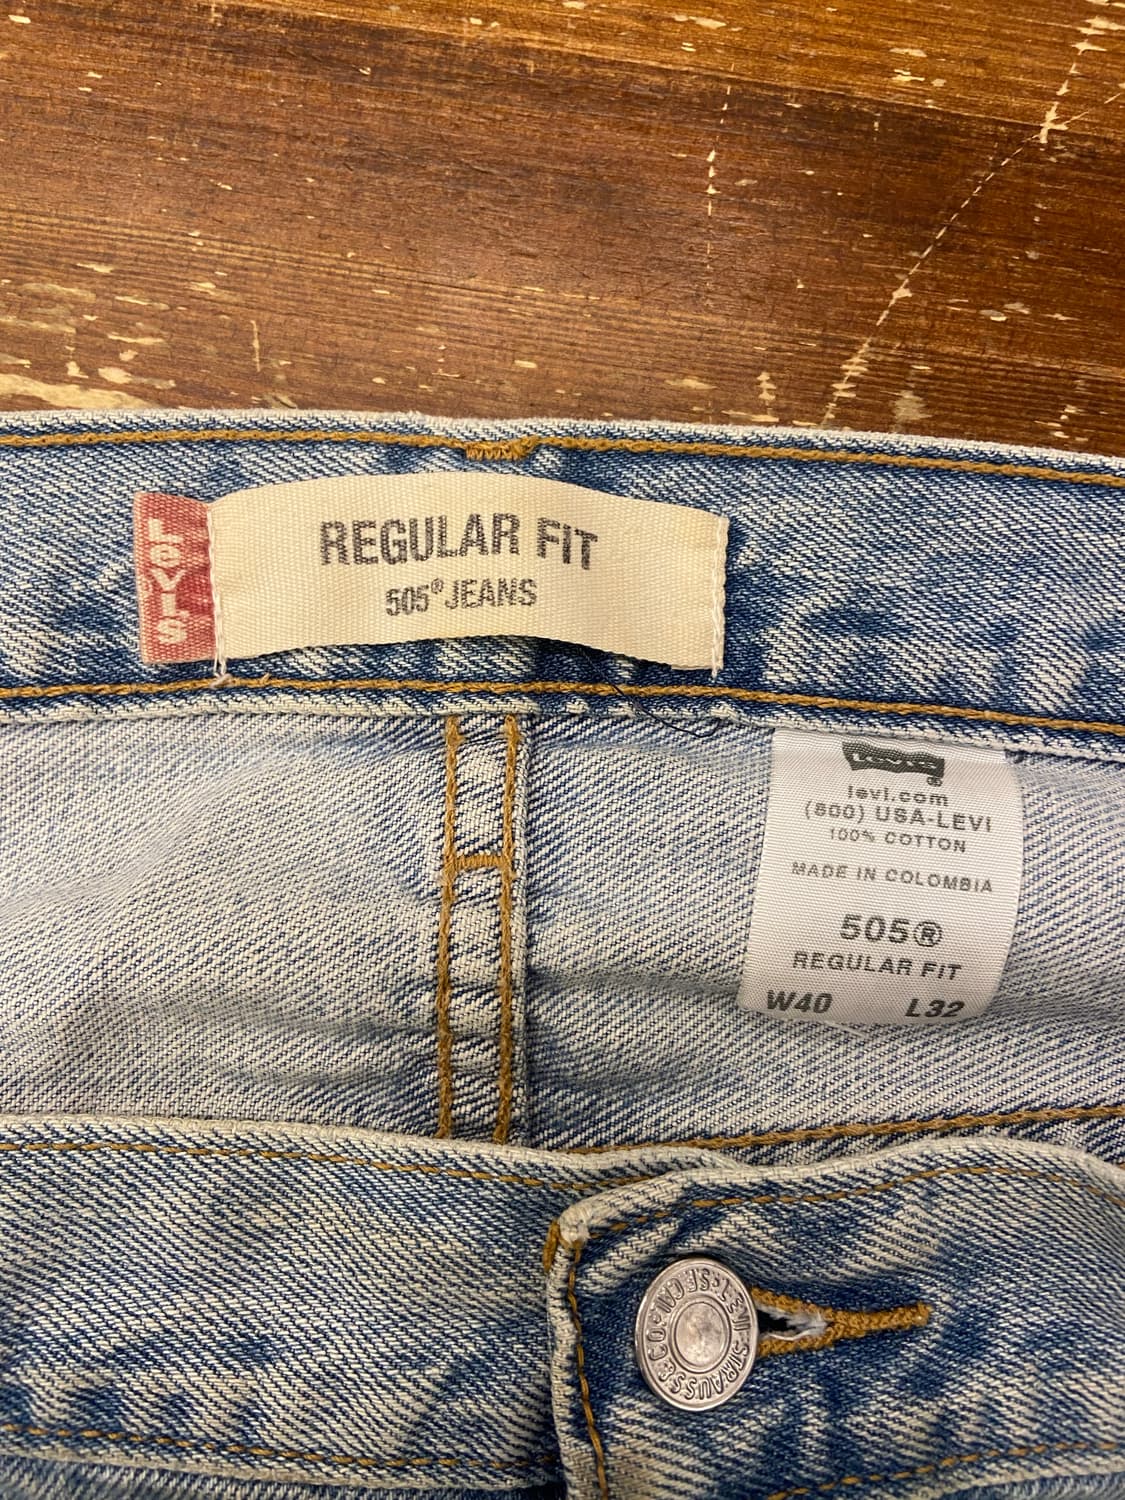 LEVI'S
REGULAR FIT
505® JEANS
Levi's®
levi.com
(800) USA-LEVI
100% COTTON
MADE IN COLOMBIA
505®
REGULAR FIT
W40 L32
LEVI STRAUSS & CO S.F. CAL